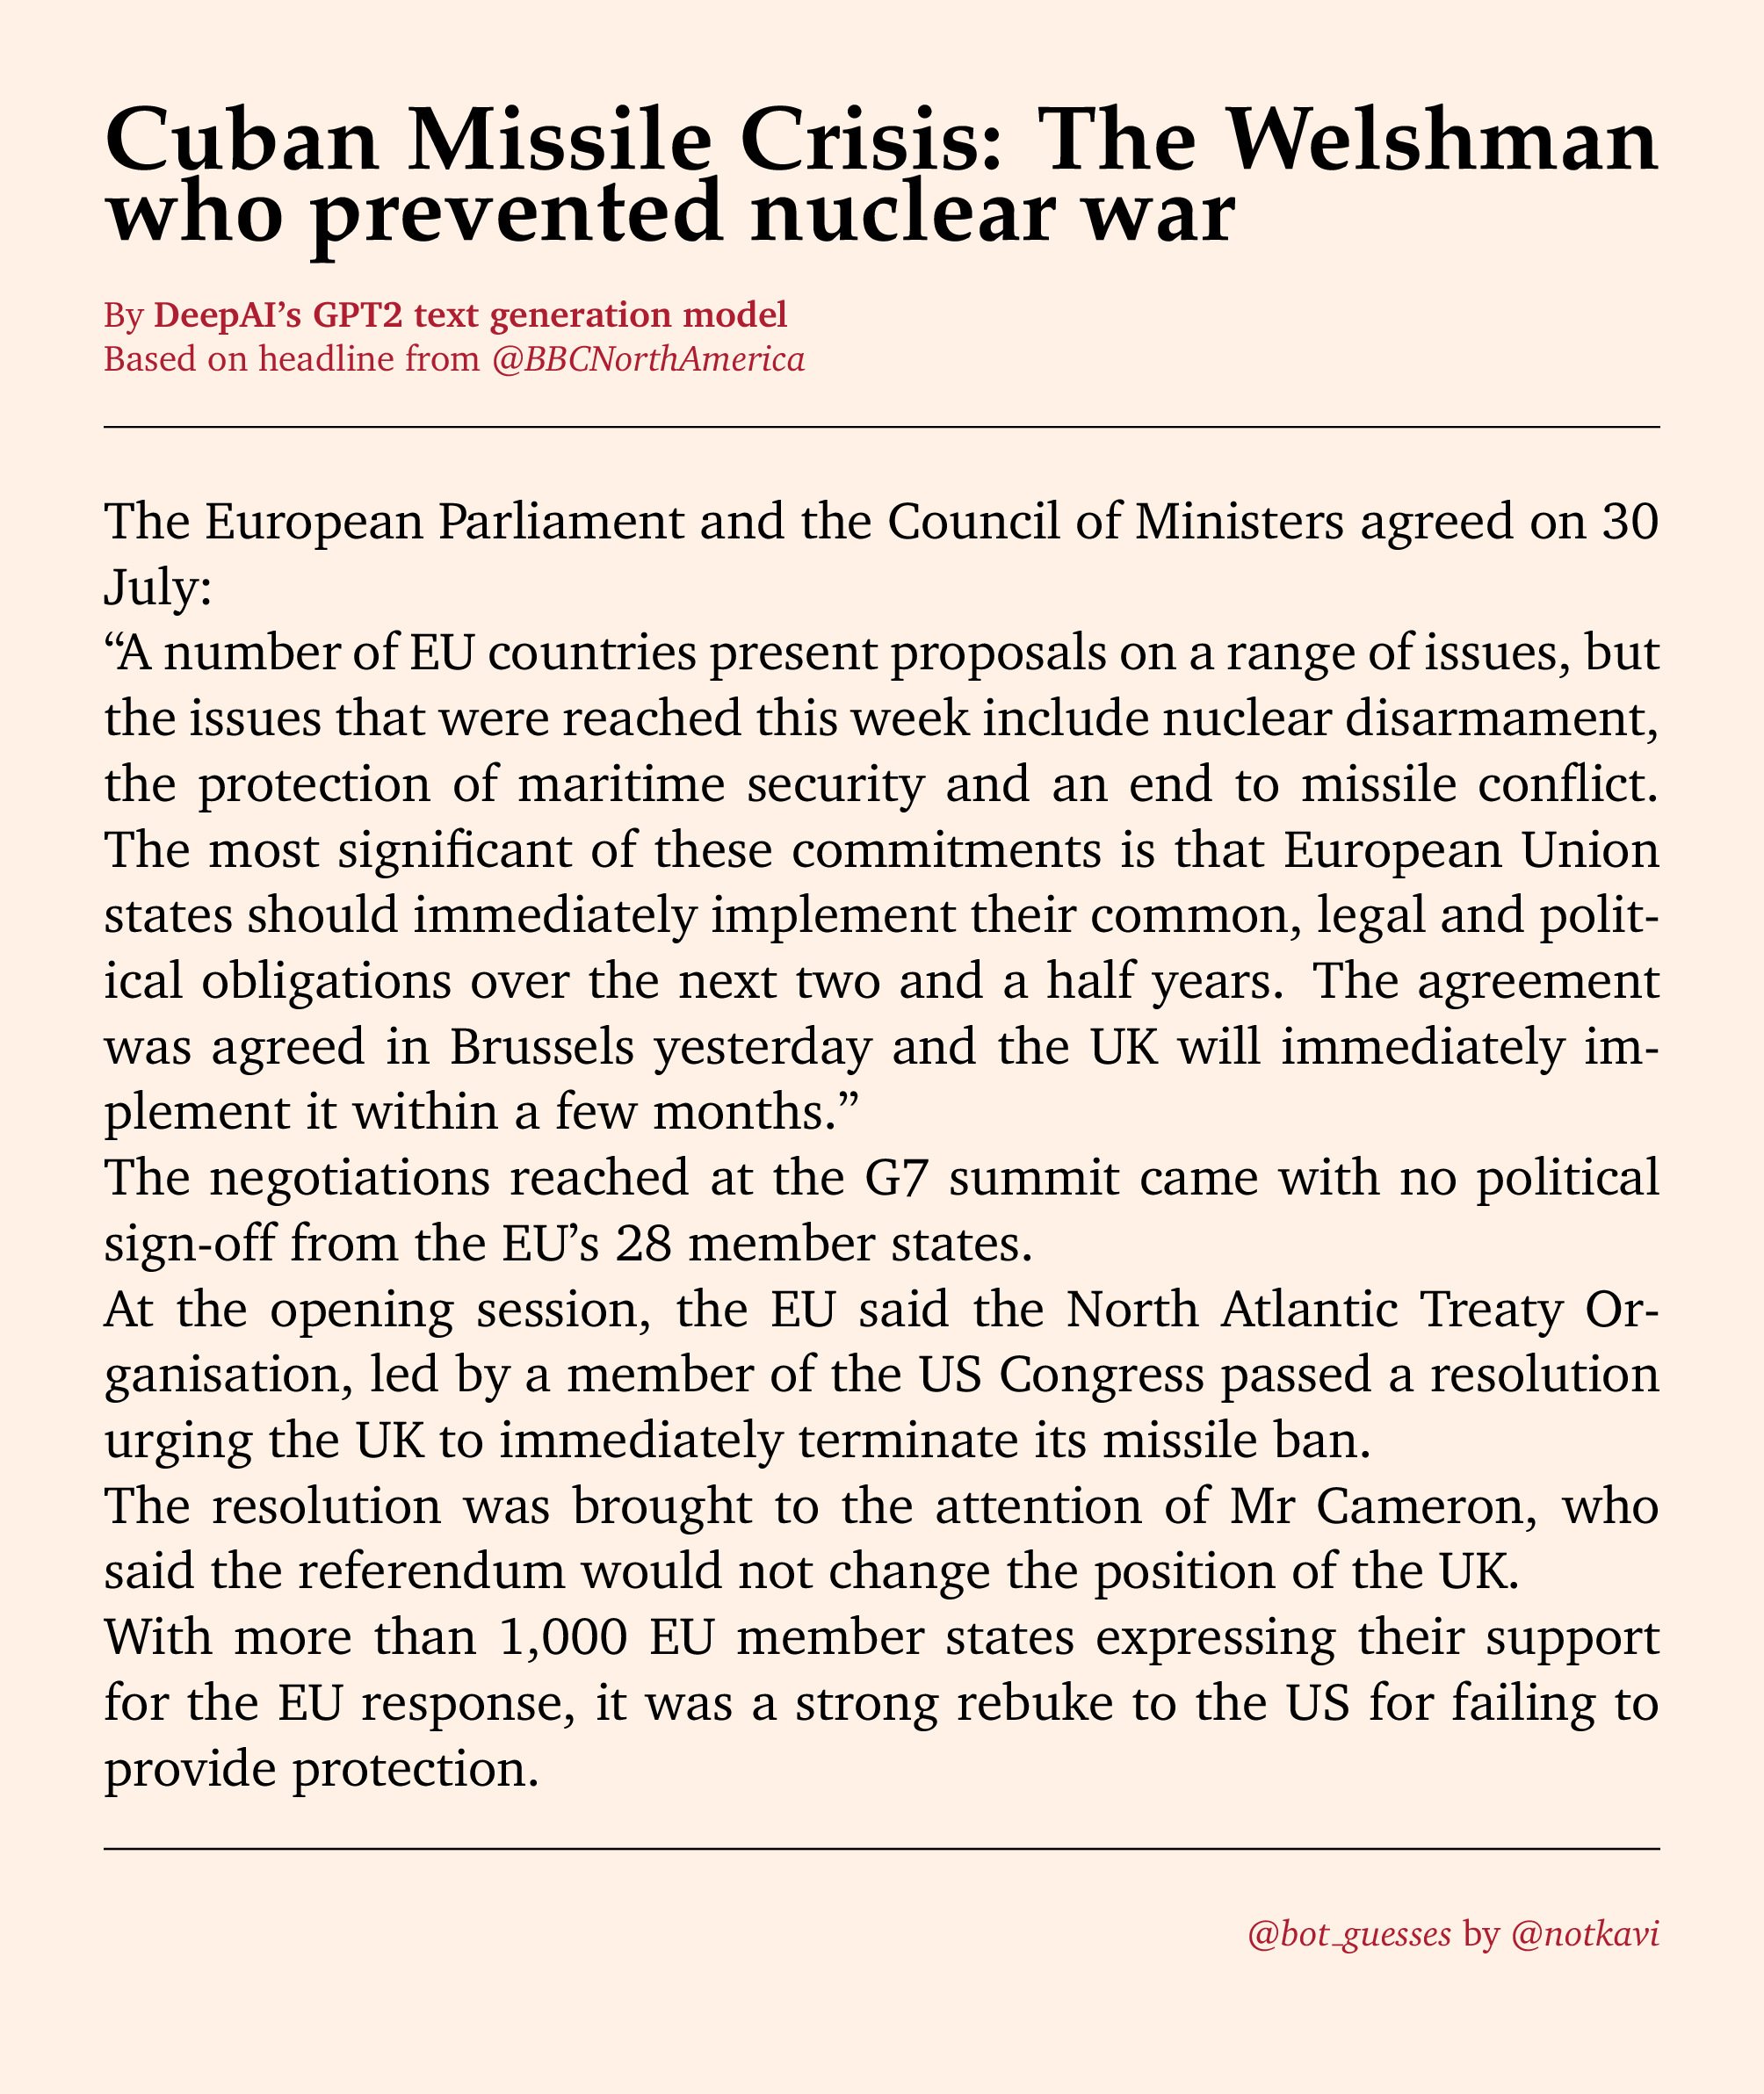 Cuban Missile Crisis: The Welshman
who prevented nuclear war
By DeepAI’s GPT2 text generation model
Based on headline from @BBCNorthAmerica
The European Parliament and the Council of Ministers agreed on 30
July:
“A number of EU countries present proposals on a range of issues, but
the issues that were reached this week include nuclear disarmament,
the protection of maritime security and an end to missile conflict.
The most significant of these commitments is that European Union
states should immediately implement their common, legal and polit-
ical obligations over the next two and a half years. The agreement
was agreed in Brussels yesterday and the UK will immediately im-
plement it within a few months.”
The negotiations reached at the G7 summit came with no political
sign-off from the EU’s 28 member states.
At the opening session, the EU said the North Atlantic Treaty Or-
ganisation, led by a member of the US Congress passed a resolution
urging the UK to immediately terminate its missile ban.
The resolution was brought to the attention of Mr Cameron, who
said the referendum would not change the position of the UK.
With more than 1,000 EU member states expressing their support
for the EU response, it was a strong rebuke to the US for failing to
provide protection.
@bot_guesses by @notkavi